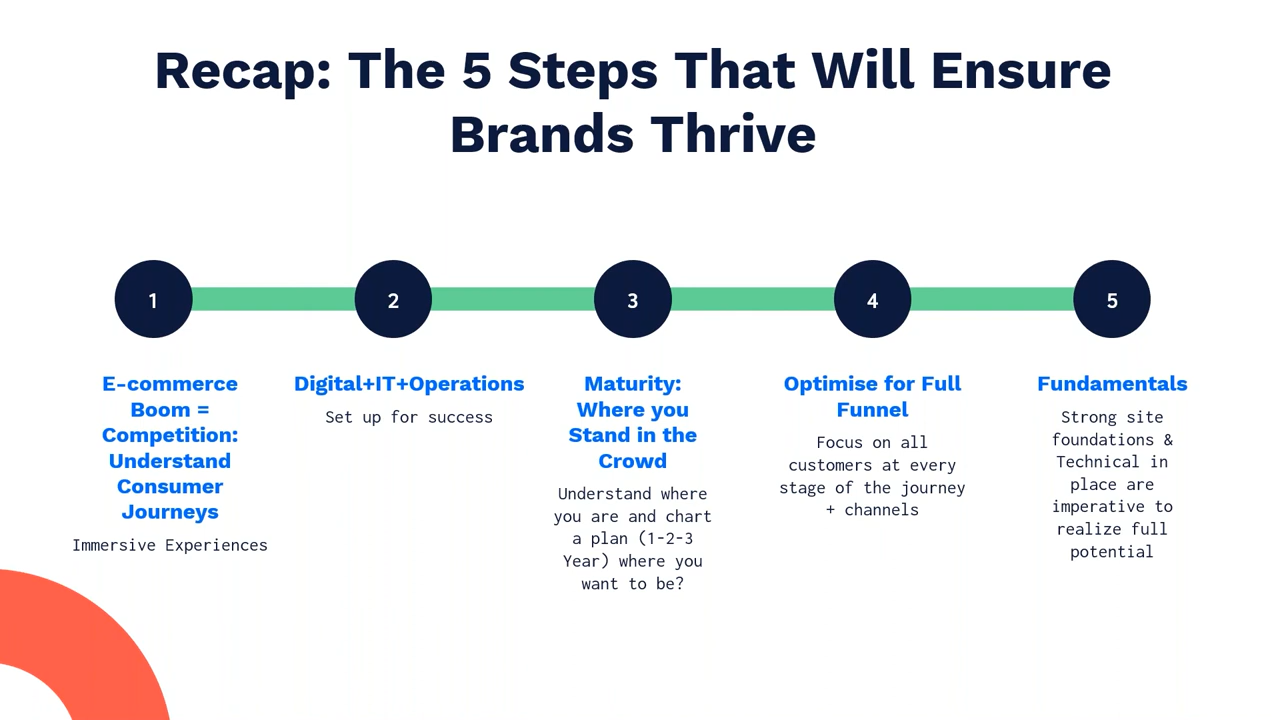 Recap: The 5 Steps That Will Ensure
Brands Thrive
1
2
3
4
5
E-commerce
Boom =
Competition:
Understand
Consumer
Journeys
Immersive Experiences
Digital+IT+Operations
Set up for success
Maturity:
Where you
Stand in the
Crowd
Understand where
you are and chart
a plan (1-2-3
Year) where you
want to be?
Optimise for Full
Funnel
Focus on all
customers at every
stage of the journey
+ channels
Fundamentals
Strong site
foundations &
Technical in
place are
imperative to
realize full
potential